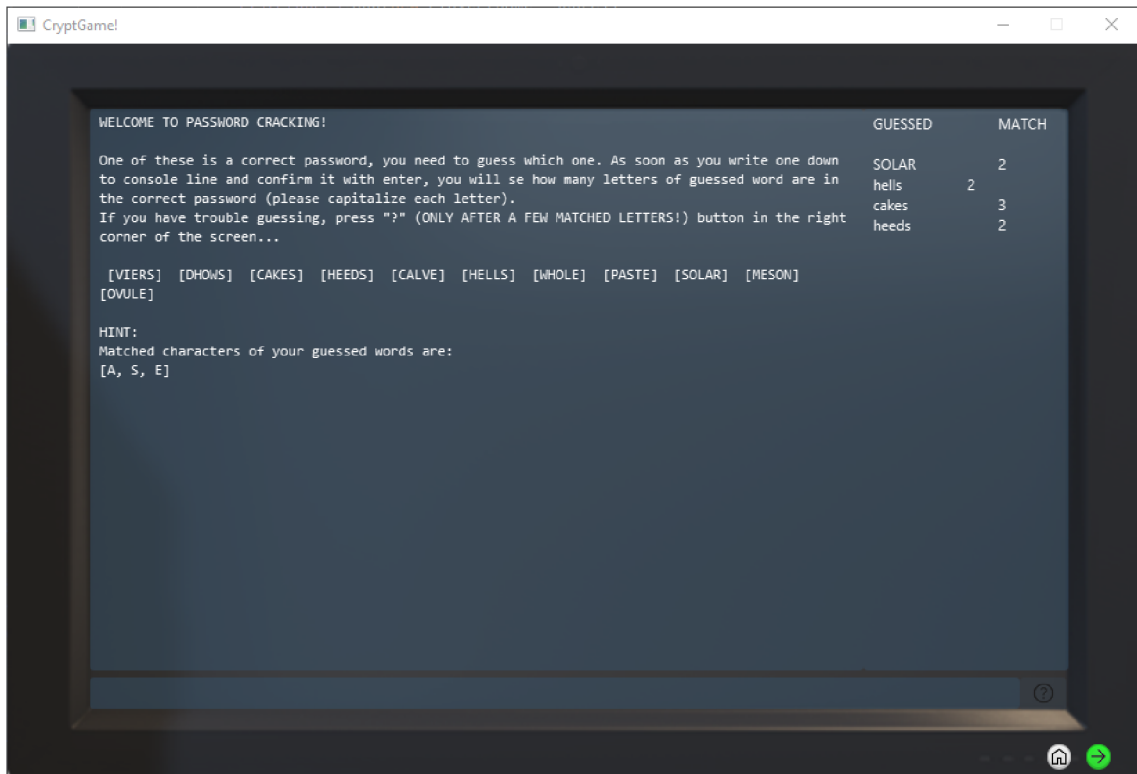 CryptGame!
WELCOME TO PASSWORD CRACKING!
One of these is a correct password, you need to guess which one. As soon as you write one down
to console line and confirm it with enter, you will se how many letters of guessed word are in
the correct password (please capitalize each letter).
If you have trouble guessing, press "?" (ONLY AFTER A FEW MATCHED LETTERS!) button in the right
corner of the screen...
[VIERS] [DHOWS] [CAKES] [HEEDS] [CALVE] [HELLS] [WHOLE] [PASTE] [SOLAR] [MESON]
[OVULE]
HINT:
Matched characters of your guessed words are:
[A, S, E]
GUESSED MATCH
SOLAR 2
hells 2
cakes 3
heeds 2
?